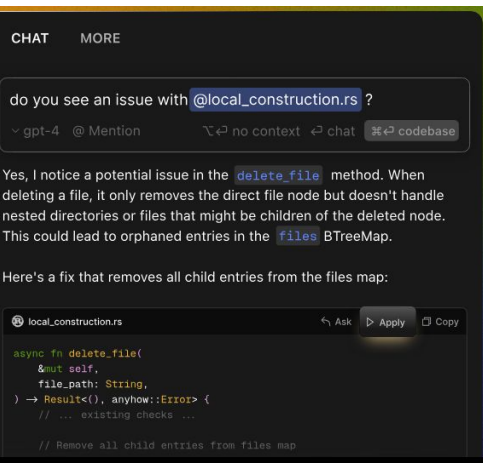 CHAT MORE
do you see an issue with @local_construction.rs ?
gpt-4 @ Mention ⌥⏎ no context ⏎ chat ⌘⏎ codebase
Yes, I notice a potential issue in the delete_file method. When
deleting a file, it only removes the direct file node but doesn't handle
nested directories or files that might be children of the deleted node.
This could lead to orphaned entries in the files BTreeMap.
Here's a fix that removes all child entries from the files map:
local_construction.rs Ask Apply Copy
async fn delete_file(
&mut self,
file_path: String,
) → Result<(), anyhow::Error> {
// ... existing checks ...
// Remove all child entries from files map